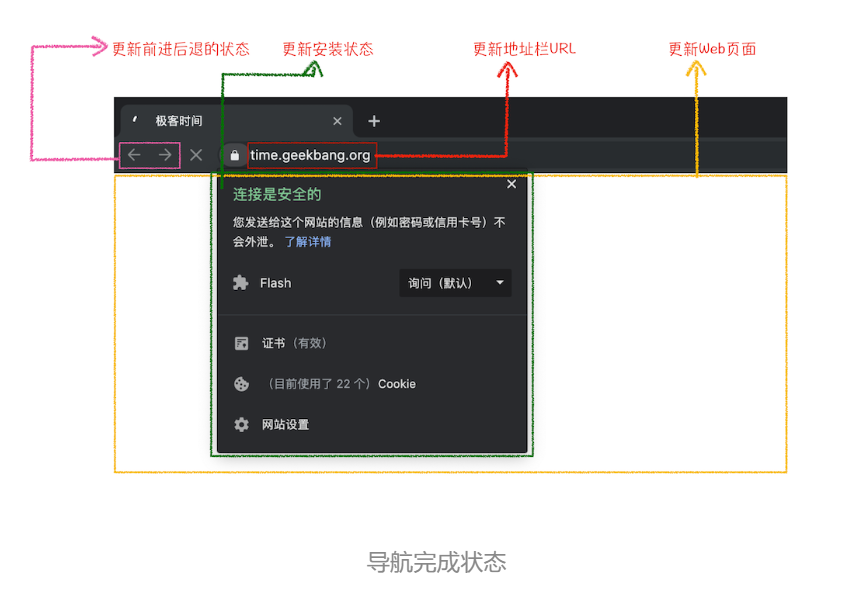 更新前进后退的状态
更新安装状态
更新地址栏URL
更新Web页面
极客时间
time.geekbang.org
连接是安全的
您发送给这个网站的信息（例如密码或信用卡号）不
会外泄。 了解详情
Flash
询问（默认）
证书（有效）
（目前使用了 22 个）Cookie
网站设置
导航完成状态